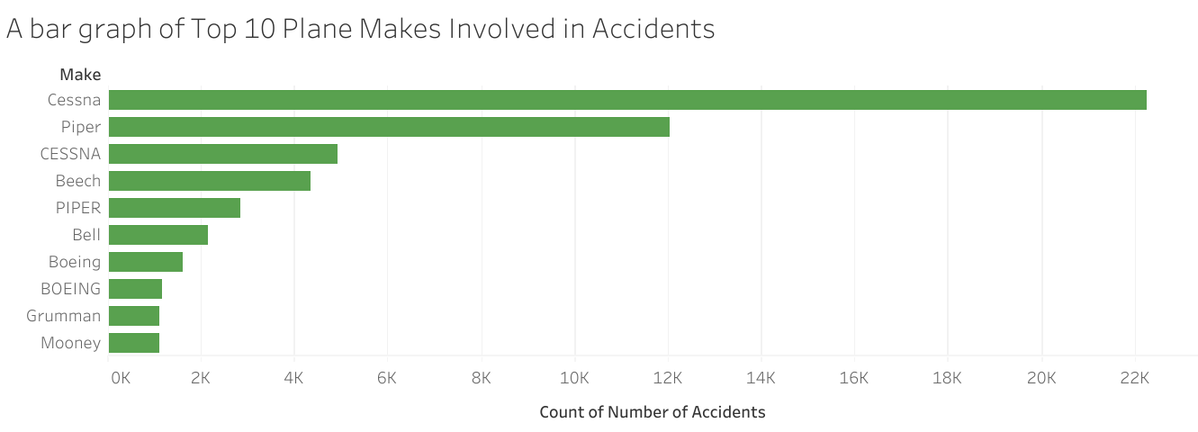 A bar graph of Top 10 Plane Makes Involved in Accidents
Make
Cessna
Piper
CESSNA
Beech
PIPER
Bell
Boeing
BOEING
Grumman
Mooney
0K 2K 4K 6K 8K 10K 12K 14K 16K 18K 20K 22K
Count of Number of Accidents